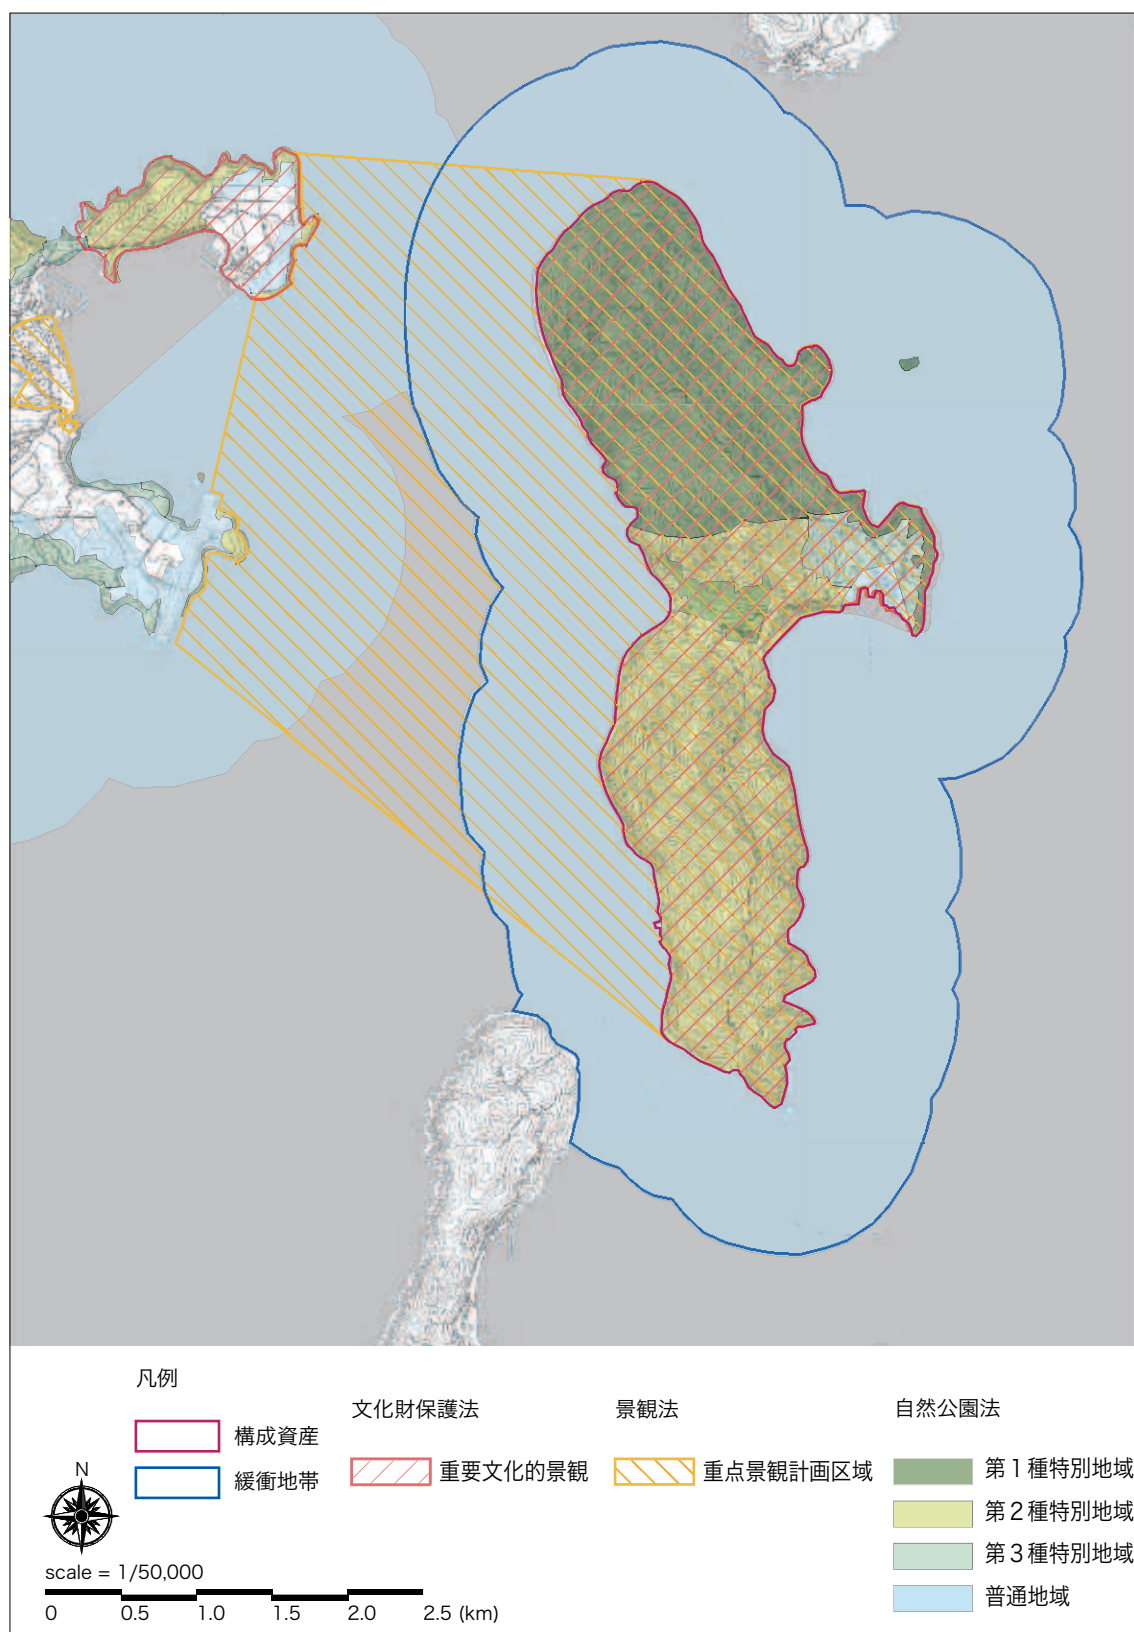 凡例
構成資産
緩衝地帯
文化財保護法
重要文化的景観
景観法
重点景観計画区域
自然公園法
第1種特別地域
第2種特別地域
第3種特別地域
普通地域
N
scale = 1/50,000
0 0.5 1.0 1.5 2.0 2.5 (km)